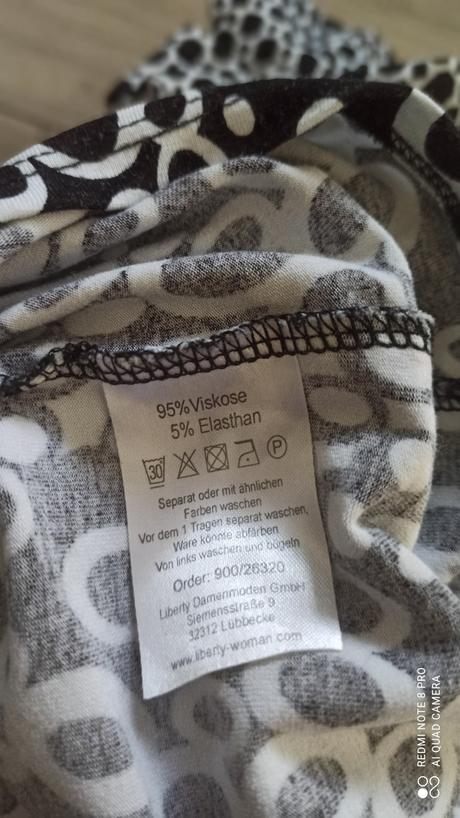 95%Viskose
5% Elasthan
30 P
Separat oder mit ähnlichen
Farben waschen
Vor dem 1 Tragen separat waschen,
Ware könnte abfärben
Von links waschen und bügeln
Order: 900/26320
Liberty Damenmoden GmbH
Siemensstraße 9
32312 Lübbecke
www.liberty-woman.com
REDMI NOTE 8 PRO
AI QUAD CAMERA